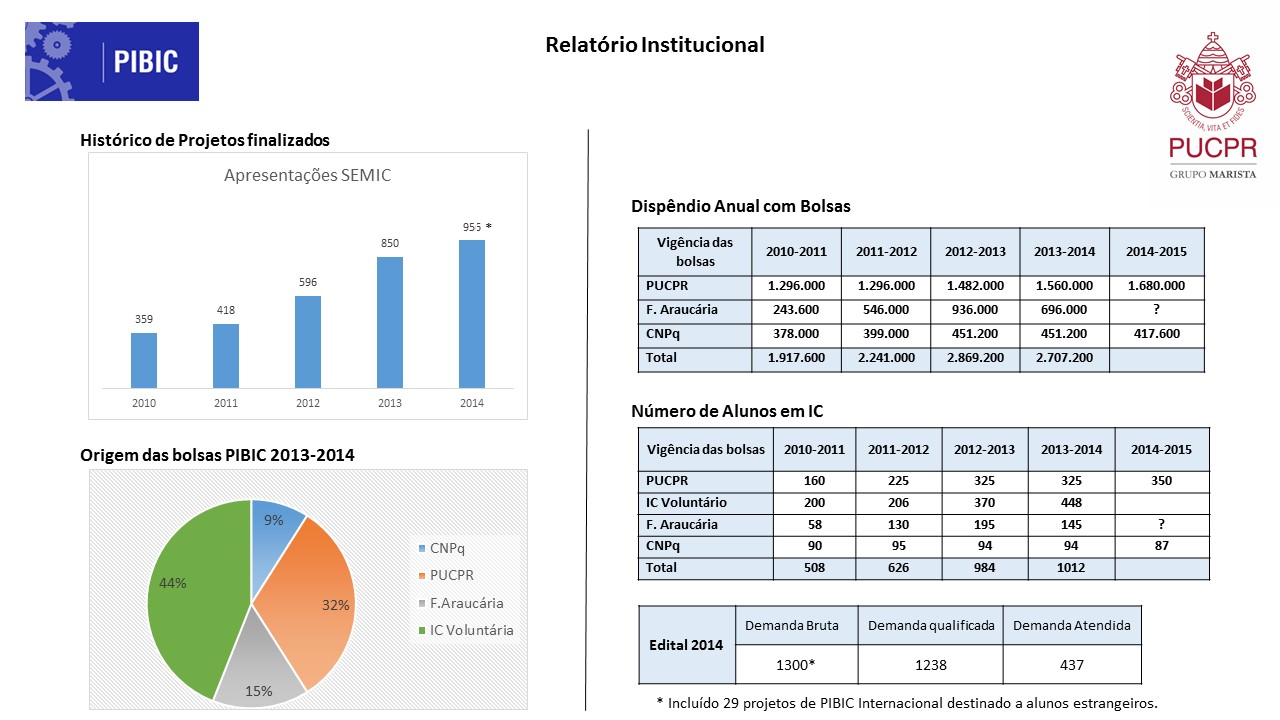 PIBIC
Relatório Institucional
SCIENTIA, VITA ET FIDES
PUCPR
GRUPO MARISTA
Histórico de Projetos finalizados
Apresentações SEMIC
359 418 596 850 955 *
2010 2011 2012 2013 2014
Origem das bolsas PIBIC 2013-2014
9%
32%
15%
44%
CNPq
PUCPR
F.Araucária
IC Voluntária
Dispêndio Anual com Bolsas
Vigência das bolsas 2010-2011 2011-2012 2012-2013 2013-2014 2014-2015
PUCPR 1.296.000 1.296.000 1.482.000 1.560.000 1.680.000
F. Araucária 243.600 546.000 936.000 696.000 ?
CNPq 378.000 399.000 451.200 451.200 417.600
Total 1.917.600 2.241.000 2.869.200 2.707.200
Número de Alunos em IC
Vigência das bolsas 2010-2011 2011-2012 2012-2013 2013-2014 2014-2015
PUCPR 160 225 325 325 350
IC Voluntário 200 206 370 448
F. Araucária 58 130 195 145 ?
CNPq 90 95 94 94 87
Total 508 626 984 1012
Edital 2014 Demanda Bruta Demanda qualificada Demanda Atendida
1300* 1238 437
* Incluído 29 projetos de PIBIC Internacional destinado a alunos estrangeiros.